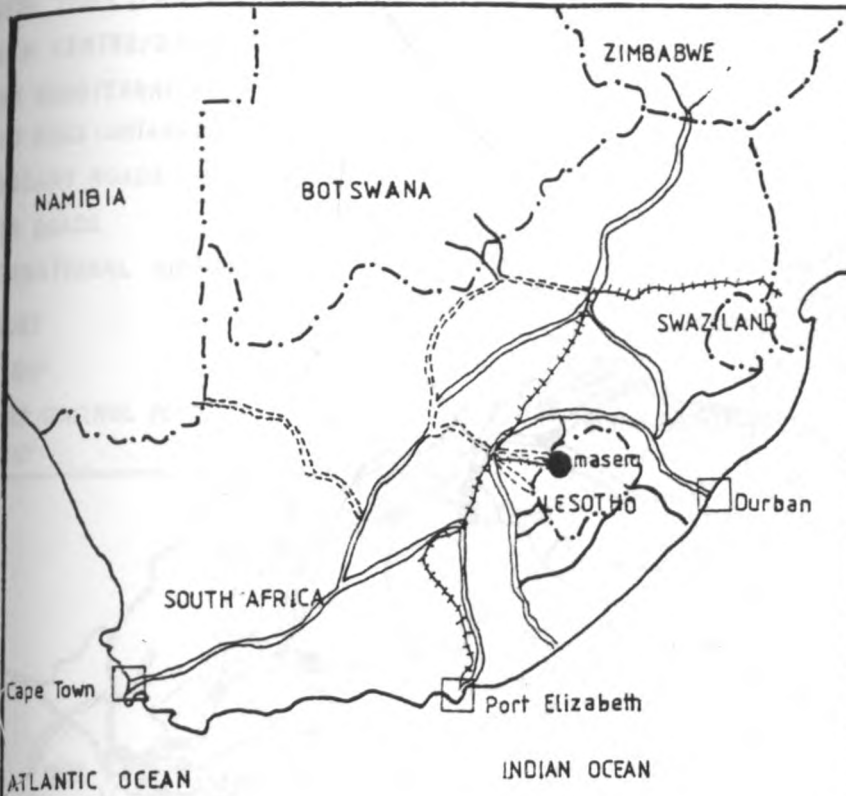 ZIMBABWE
NAMIBIA
BOTSWANA
SWAZILAND
maseru
LESOTHO
Durban
SOUTH AFRICA
Cape Town
Port Elizabeth
ATLANTIC OCEAN
INDIAN OCEAN